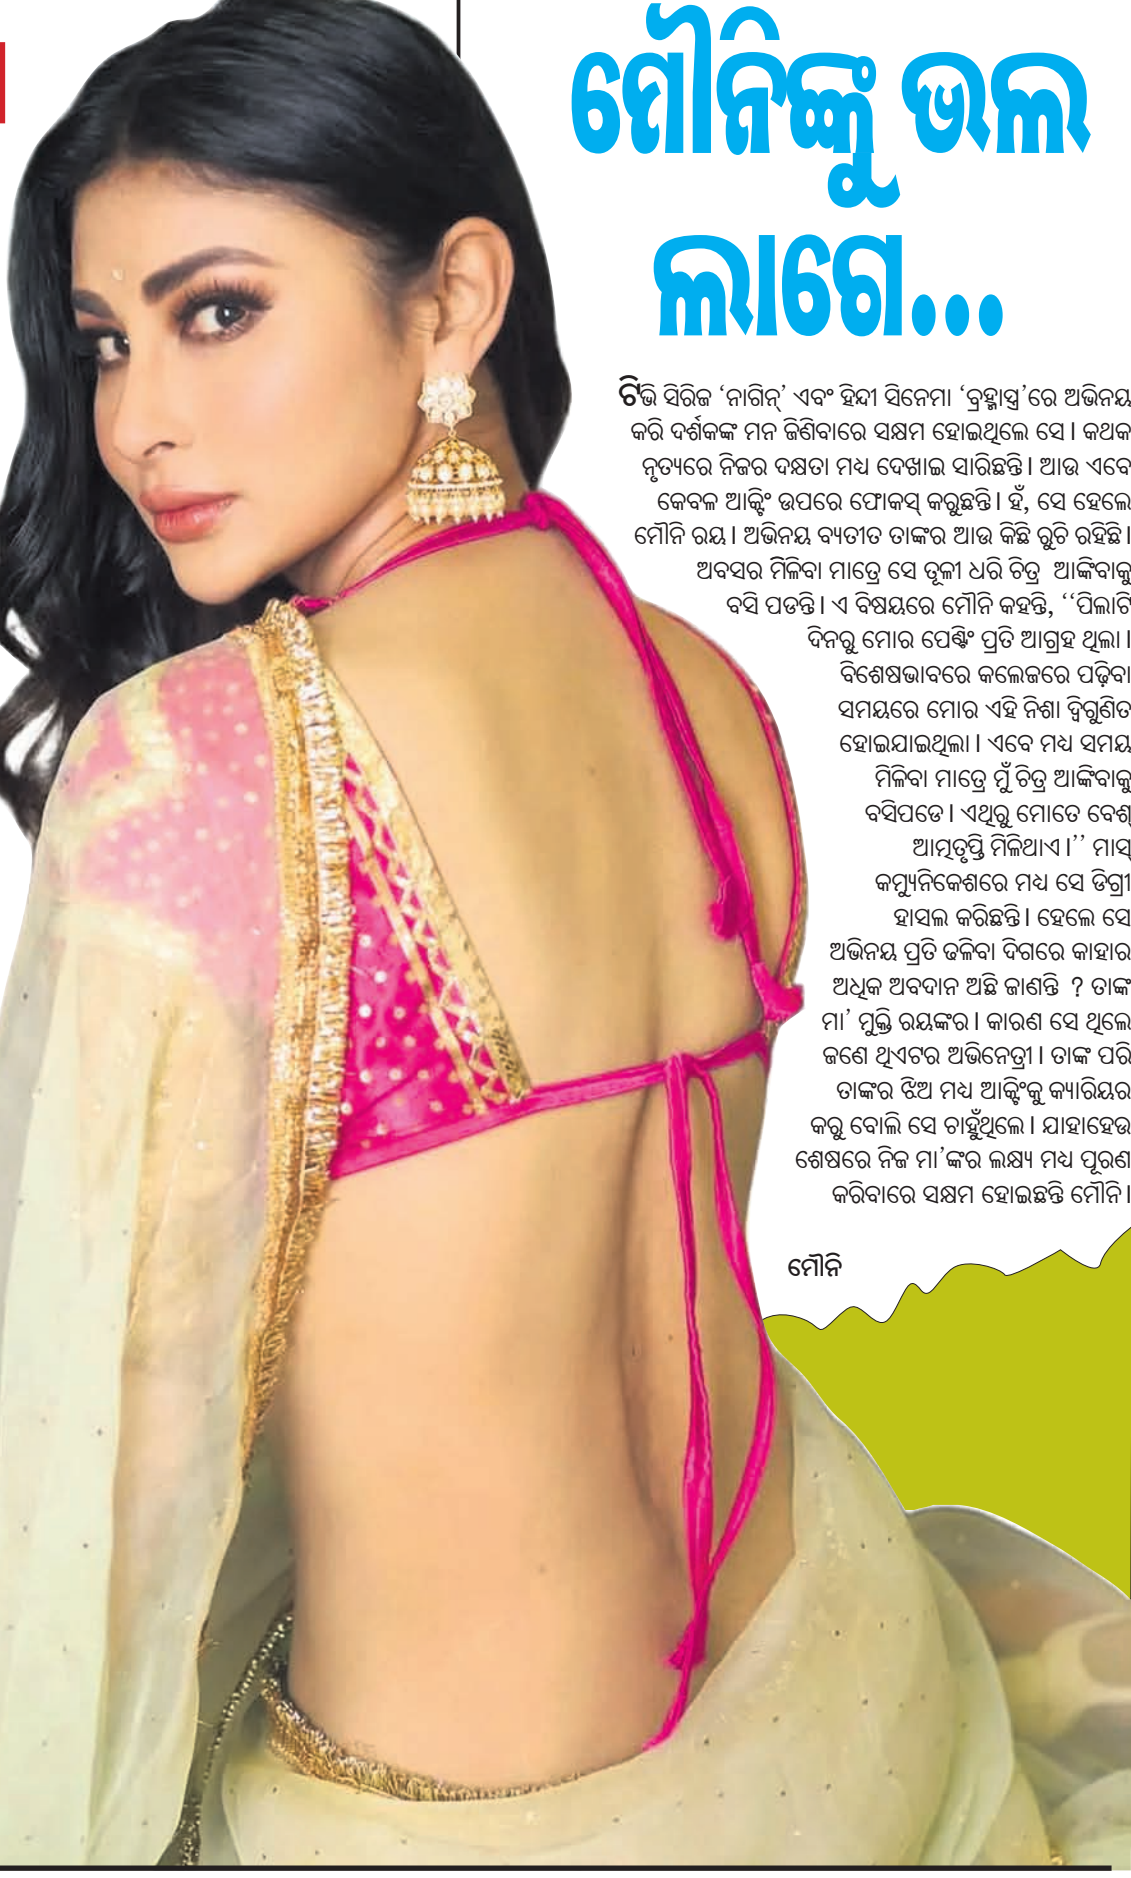 ମୌନିଙ୍କୁ ଭଲ
ଲାଗେ...
ଟିଭି ସିରିଜ ‘ନାଗିନ୍’ ଏବଂ ହିନ୍ଦୀ ସିନେମା ‘ବ୍ରହ୍ମାସ୍ତ୍ର’ରେ ଅଭିନୟ
କରି ଦର୍ଶକଙ୍କ ମନ ଜିଣିବାରେ ସକ୍ଷମ ହୋଇଥିଲେ ସେ । କଥକ
ନୃତ୍ୟରେ ନିଜର ଦକ୍ଷତା ମଧ୍ୟ ଦେଖାଇ ସାରିଛନ୍ତି । ଆଉ ଏବେ
କେବଳ ଆକ୍ଟିଂ ଉପରେ ଫୋକସ୍ କରୁଛନ୍ତି । ହଁ, ସେ ହେଲେ
ମୌନି ରୟ । ଅଭିନୟ ବ୍ୟତୀତ ତାଙ୍କର ଆଉ କିଛି ରୁଚି ରହିଛି ।
ଅବସର ମିଳିବା ମାତ୍ରେ ସେ ତୂଳୀ ଧରି ଚିତ୍ର ଆଙ୍କିବାକୁ
ବସି ପଡନ୍ତି । ଏ ବିଷୟରେ ମୌନି କହନ୍ତି, ‘‘ପିଲାଟି
ଦିନରୁ ମୋର ପେଣ୍ଟିଂ ପ୍ରତି ଆଗ୍ରହ ଥିଲା ।
ବିଶେଷଭାବରେ କଲେଜରେ ପଢ଼ିବା
ସମୟରେ ମୋର ଏହି ନିଶା ଦ୍ୱିଗୁଣିତ
ହୋଇଯାଇଥିଲା । ଏବେ ମଧ୍ୟ ସମୟ
ମିଳିବା ମାତ୍ରେ ମୁଁ ଚିତ୍ର ଆଙ୍କିବାକୁ
ବସିପଡେ । ଏଥିରୁ ମୋତେ ବେଶ୍
ଆତ୍ମତୃପ୍ତି ମିଳିଥାଏ ।’’ ମାସ୍
କମ୍ୟୁନିକେଶରେ ମଧ୍ୟ ସେ ଡିଗ୍ରୀ
ହାସଲ କରିଛନ୍ତି । ହେଲେ ସେ
ଅଭିନୟ ପ୍ରତି ଢଳିବା ଦିଗରେ କାହାର
ଅଧିକ ଅବଦାନ ଅଛି ଜାଣନ୍ତି ? ତାଙ୍କ
ମା’ ମୁକ୍ତି ରୟଙ୍କର । କାରଣ ସେ ଥିଲେ
ଜଣେ ଥିଏଟର ଅଭିନେତ୍ରୀ । ତାଙ୍କ ପରି
ତାଙ୍କର ଝିଅ ମଧ୍ୟ ଆକ୍ଟିଂକୁ କ୍ୟାରିୟର
କରୁ ବୋଲି ସେ ଚାହୁଁଥିଲେ । ଯାହାହେଉ
ଶେଷରେ ନିଜ ମା’ଙ୍କର ଲକ୍ଷ୍ୟ ମଧ୍ୟ ପୂରଣ
କରିବାରେ ସକ୍ଷମ ହୋଇଛନ୍ତି ମୌନି ।
ମୌନି